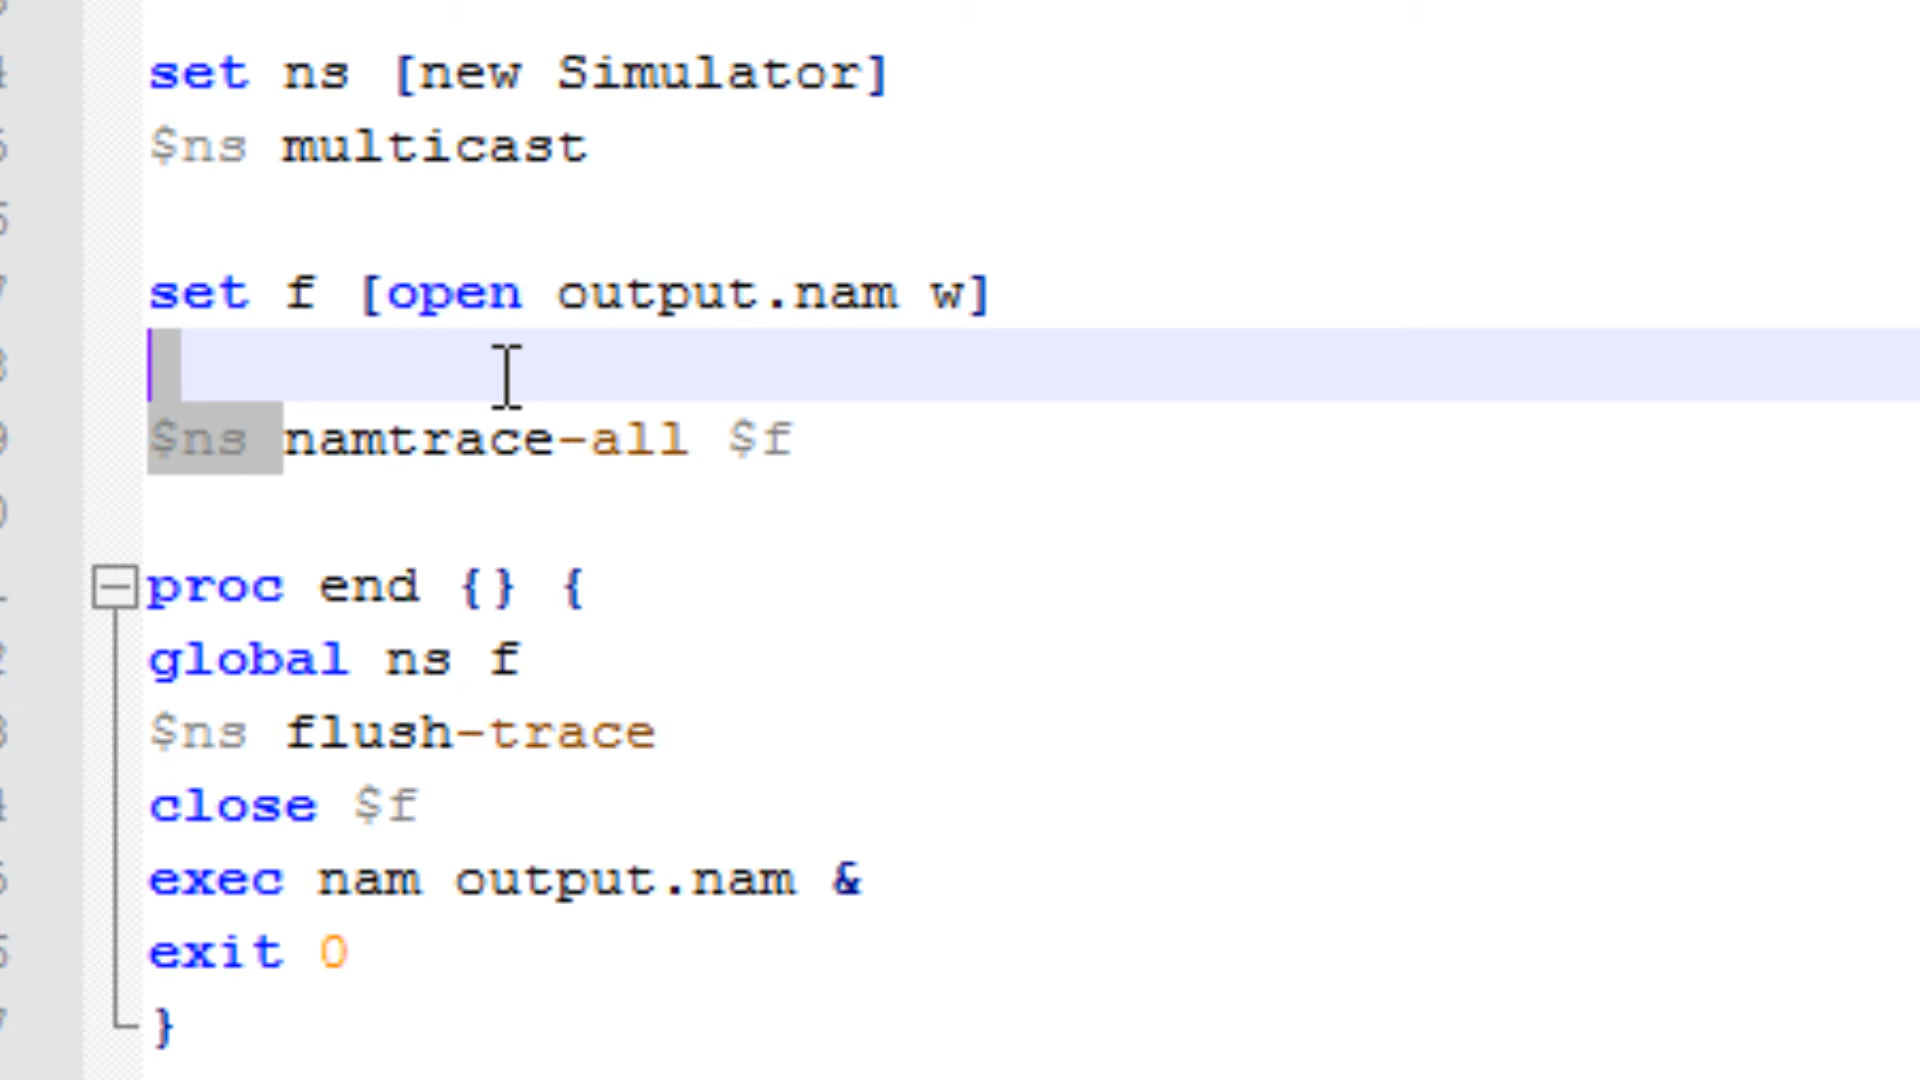 set ns [new Simulator]
$ns multicast
set f [open output.nam w]
$ns namtrace-all $f
proc end {} {
global ns f
$ns flush-trace
close $f
exec nam output.nam &
exit 0
}